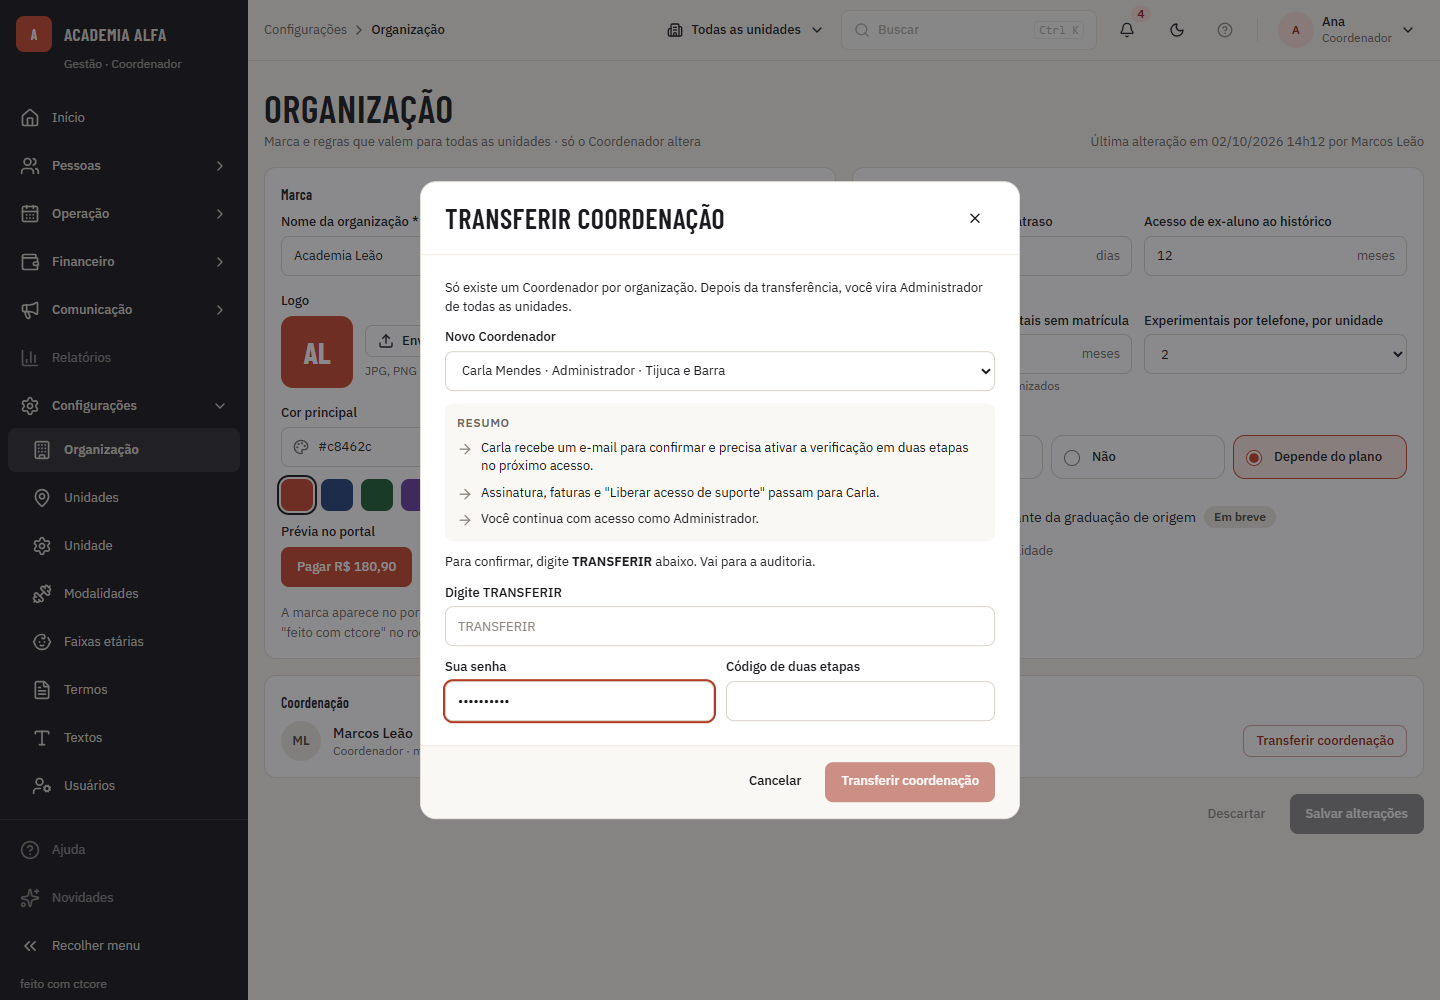 A
ACADEMIA ALFA
Gestão · Coordenador
Início
Pessoas
Operação
Financeiro
Comunicação
Relatórios
Configurações
Organização
Unidades
Unidade
Modalidades
Faixas etárias
Termos
Textos
Usuários
Ajuda
Novidades
Recolher menu
feito com ctcore
Configurações > Organização
Todas as unidades
Buscar
Ctrl K
4
A
Ana
Coordenador
ORGANIZAÇÃO
Marca e regras que valem para todas as unidades · só o Coordenador altera
Última alteração em 02/10/2026 14h12 por Marcos Leão
Marca
Nome da organização *
Academia Leão
Logo
AL
JPG, PNG
Cor principal
#c8462c
Prévia no portal
Pagar R$ 180,90
A marca aparece no
"feito com ctcore" no
dias
Acesso de ex-aluno ao histórico
12
meses
sem matrícula
meses
Experimentais por telefone, por unidade
2
Não
Depende do plano
da graduação de origem
Em breve
Coordenação
ML
Marcos Leão
Coordenador ·
Transferir coordenação
Descartar
Salvar alterações
TRANSFERIR COORDENAÇÃO
Só existe um Coordenador por organização. Depois da transferência, você vira Administrador
de todas as unidades.
Novo Coordenador
Carla Mendes · Administrador · Tijuca e Barra
RESUMO
Carla recebe um e-mail para confirmar e precisa ativar a verificação em duas etapas
no próximo acesso.
Assinatura, faturas e "Liberar acesso de suporte" passam para Carla.
Você continua com acesso como Administrador.
Para confirmar, digite TRANSFERIR abaixo. Vai para a auditoria.
Digite TRANSFERIR
TRANSFERIR
Sua senha
••••••••••
Código de duas etapas
Cancelar
Transferir coordenação